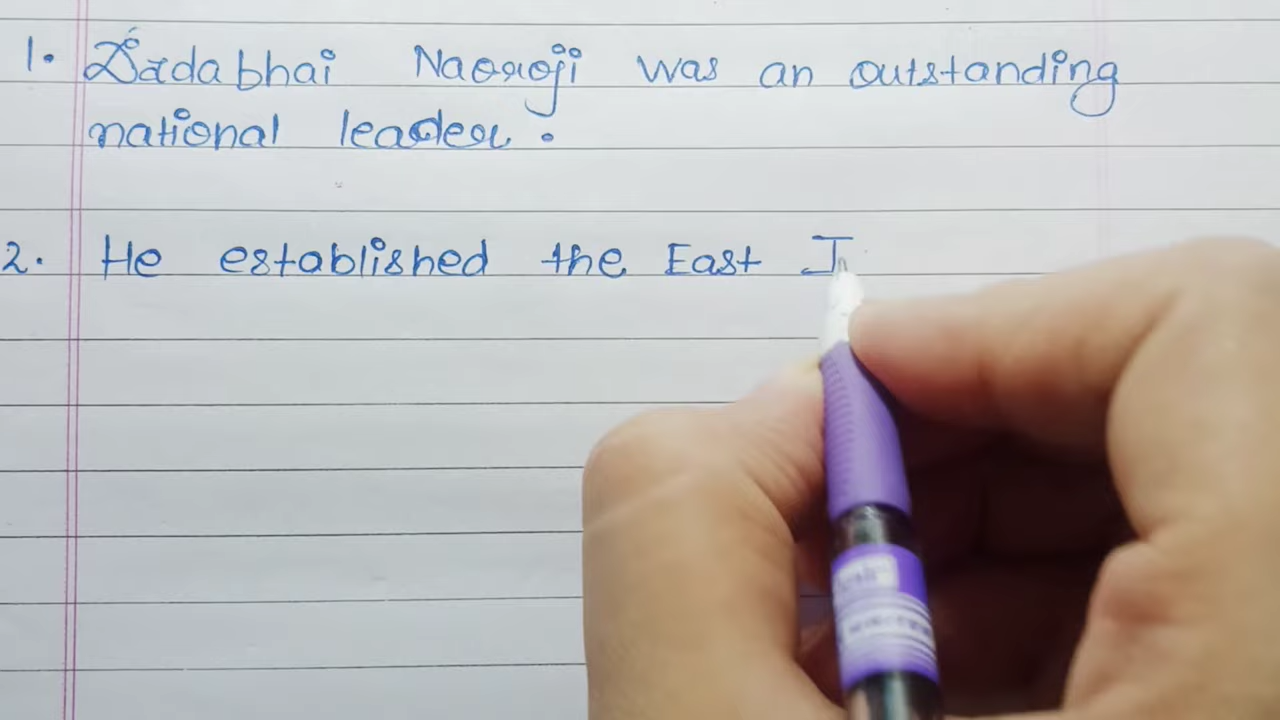 1. Dadabhai Naoroji was an outstanding
national leader.
2. He established the East I